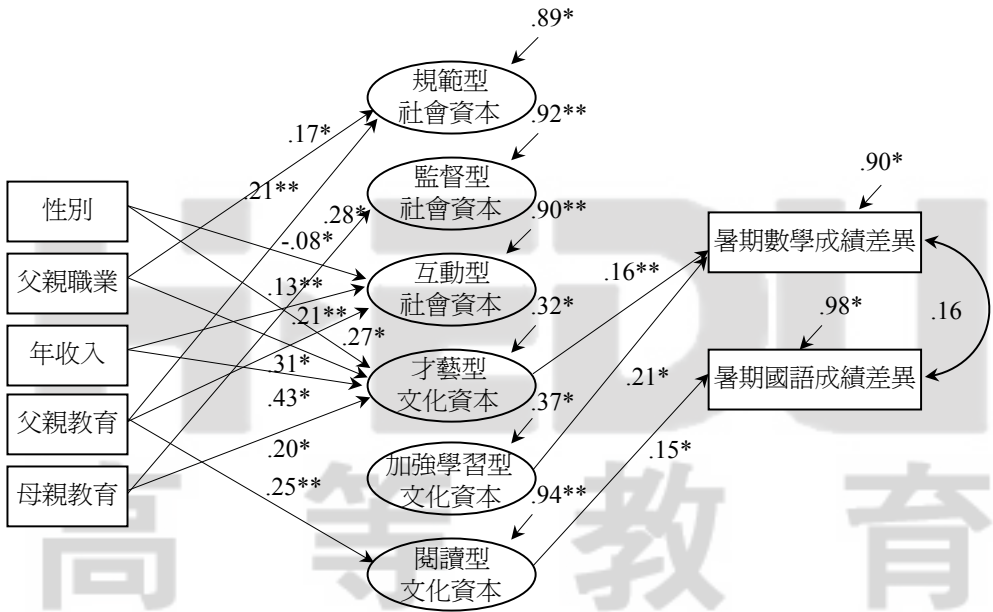 .89*
規範型
社會資本
.92**
.17*
監督型
社會資本
.90*
.21**
性別
.28*
.90**
-.08*
暑期數學成績差異
互動型
社會資本
父親職業
.16**
.13**
.32*
.21**
.98*
.16
.27*
年收入
.31*
才藝型
文化資本
暑期國語成績差異
.21*
.43*
.37*
父親教育
.20*
.15*
加強學習型
文化資本
母親教育
.25**
.94**
閱讀型
文化資本
HEDU
高等教育